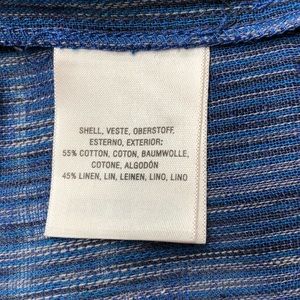 SHELL, VESTE, OBERSTOFF,
ESTERNO, EXTERIOR:
55% COTTON, COTON, BAUMWOLLE,
COTONE, ALGODÓN
45% LINEN, LIN, LEINEN, LINO, LINO